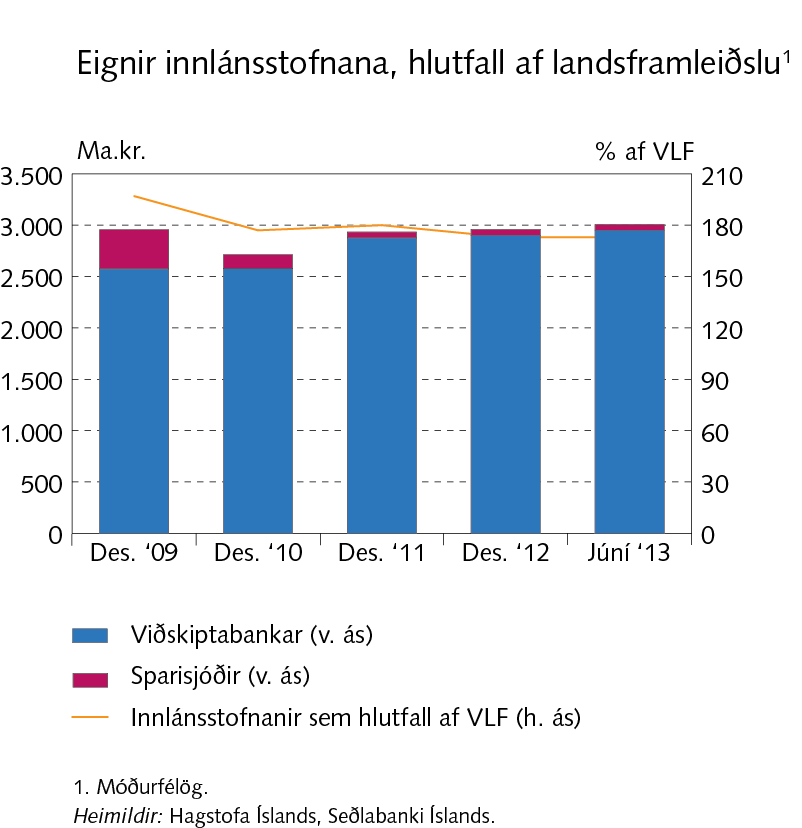 Eignir innlánsstofnana, hlutfall af landsframleiðslu¹
Ma.kr. % af VLF
3.500 210
3.000 180
2.500 150
2.000 120
1.500 90
1.000 60
500 30
0 0
Des. ‘09 Des. ‘10 Des. ‘11 Des. ‘12 Júní ‘13
Viðskiptabankar (v. ás)
Sparisjóðir (v. ás)
Innlánsstofnanir sem hlutfall af VLF (h. ás)
1. Móðurfélög.
Heimildir: Hagstofa Íslands, Seðlabanki Íslands.